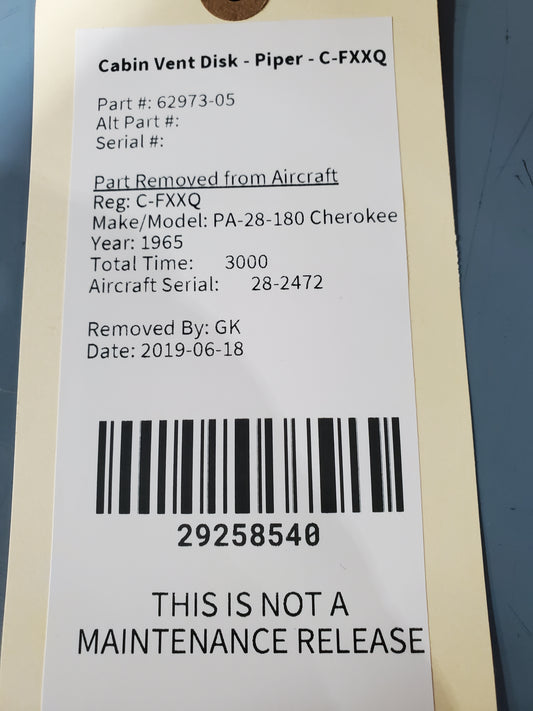 Cabin Vent Disk - Piper - C-FXXQ
Part #: 62973-05
Alt Part #:
Serial #:
Part Removed from Aircraft
Reg: C-FXXQ
Make/Model: PA-28-180 Cherokee
Year: 1965
Total Time: 3000
Aircraft Serial: 28-2472
Removed By: GK
Date: 2019-06-18
29258540
THIS IS NOT A
MAINTENANCE RELEASE